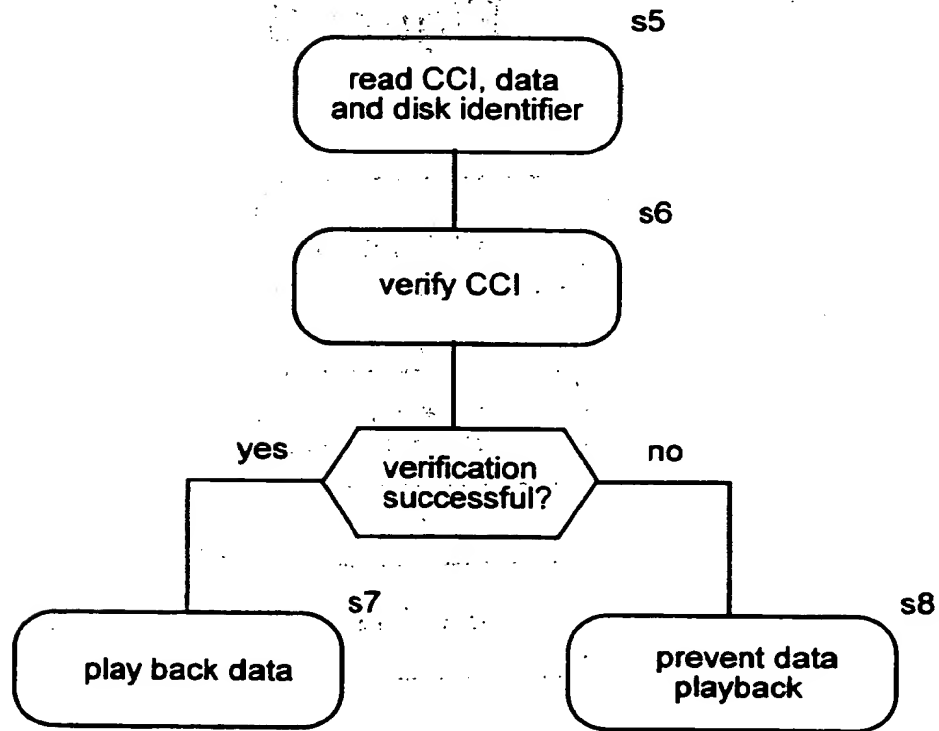 s5
read CCI, data
and disk identifier
s6
verify CCI
yes
no
verification
successful?
s7
s8
play back data
prevent data
playback